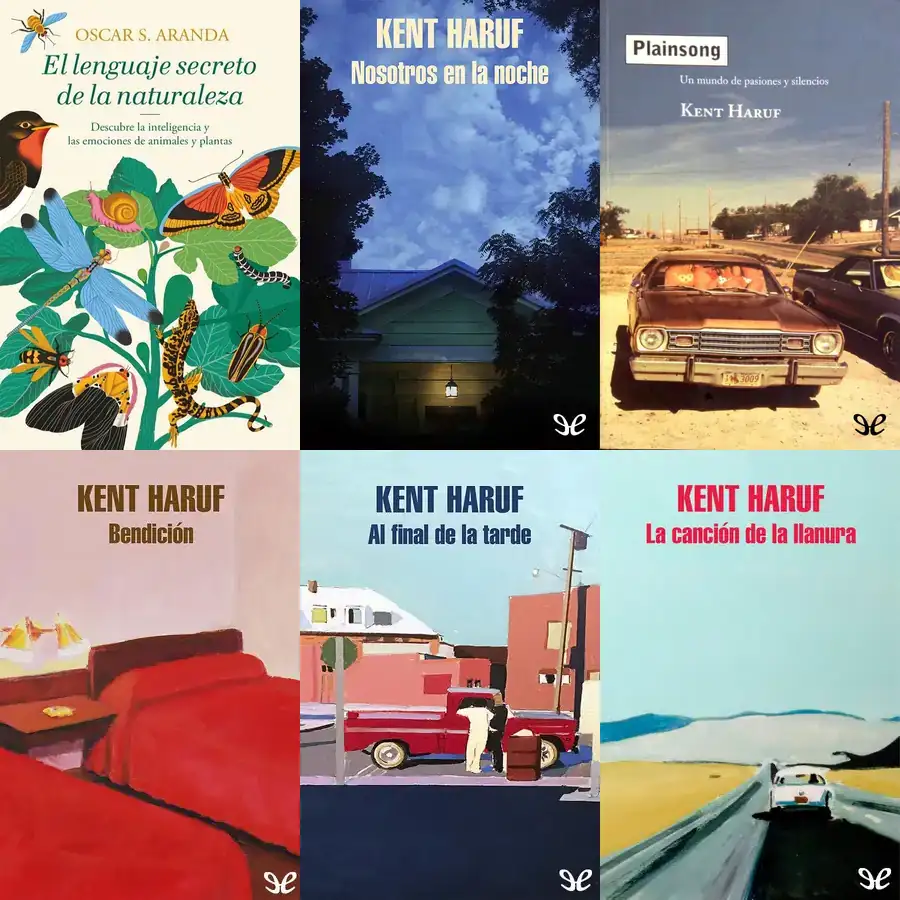 OSCAR S. ARANDA
El lenguaje secreto
de la naturaleza
Descubre la inteligencia y
las emociones de animales y plantas
KENT HARUF
Nosotros en la noche
Plainsong
Un mundo de pasiones y silencios
KENT HARUF
KENT HARUF
Bendición
KENT HARUF
Al final de la tarde
KENT HARUF
La canción de la llanura